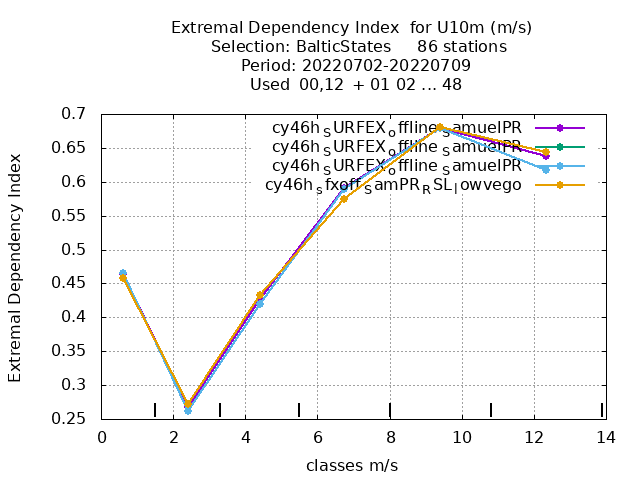 Extremal Dependency Index  for U10m (m/s)
Selection: BalticStates     86 stations
Period: 20220702-20220709
Used  00,12  + 01 02 ... 48
cy46h_SURFEX_offline_SamuelPR
cy46h_SURFEX_offline_SamuelPR
cy46h_SURFEX_offline_SamuelPR
cy46h_sfxoff_SamPR_RSL_lowvego
Extremal Dependency Index
0.7
0.65
0.6
0.55
0.5
0.45
0.4
0.35
0.3
0.25
0 2 4 6 8 10 12 14
classes m/s